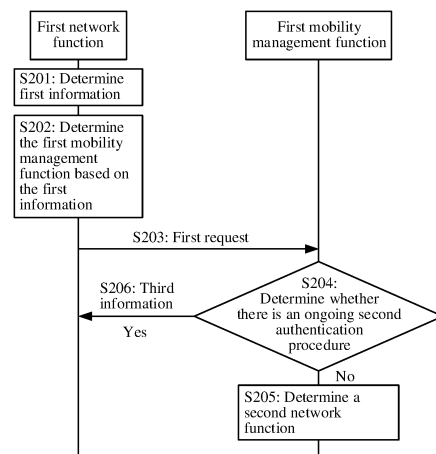 First network
function
First mobility
management function
S201: Determine
first information
S202: Determine
the first mobility
management
function based on
the first
information
S203: First request
S204:
Determine whether
there is an ongoing second
authentication
procedure
S206: Third
information
Yes
No
S205: Determine a
second network
function